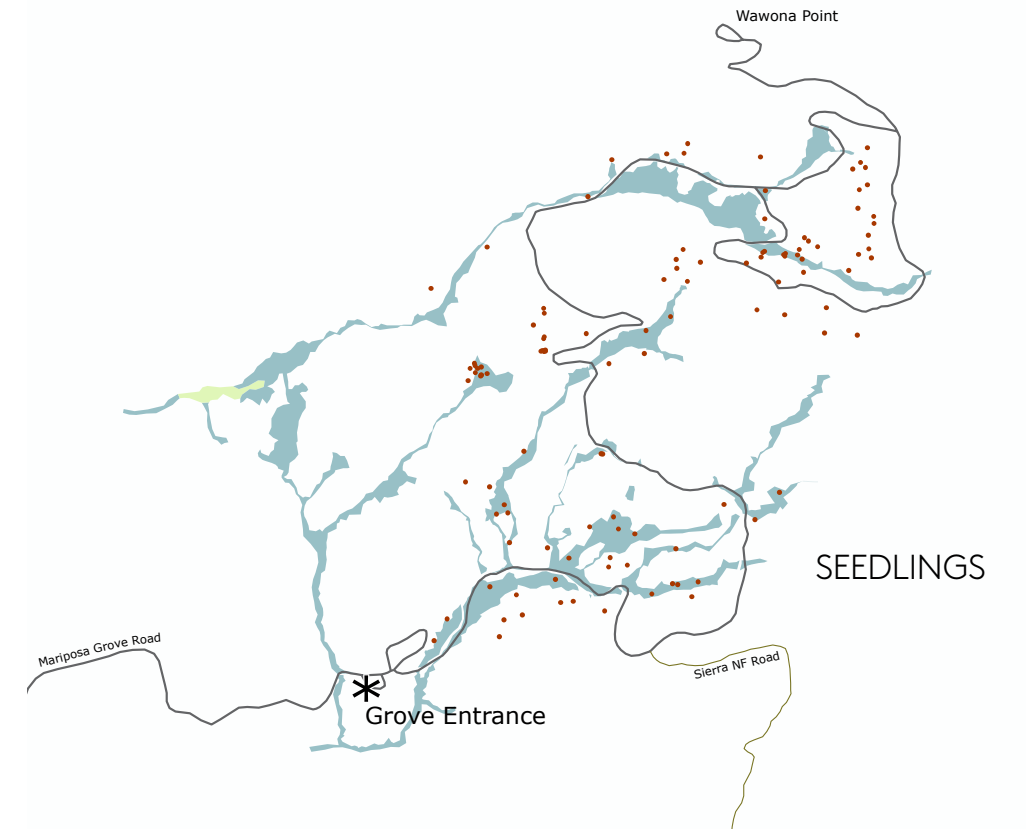 Wawona Point
SEEDLINGS
Mariposa Grove Road
Sierra NF Road
Grove Entrance